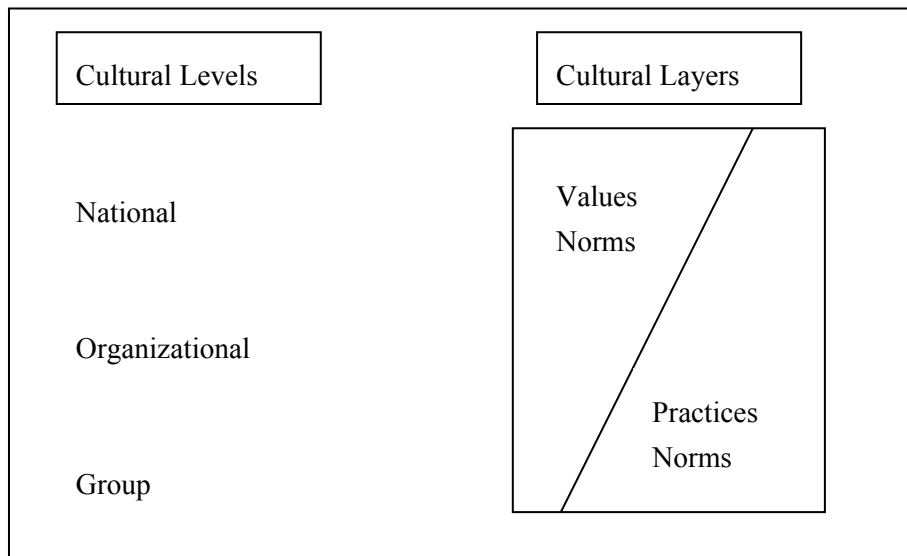 Cultural Levels
Cultural Layers
National
Values
Norms
Organizational
Practices
Norms
Group